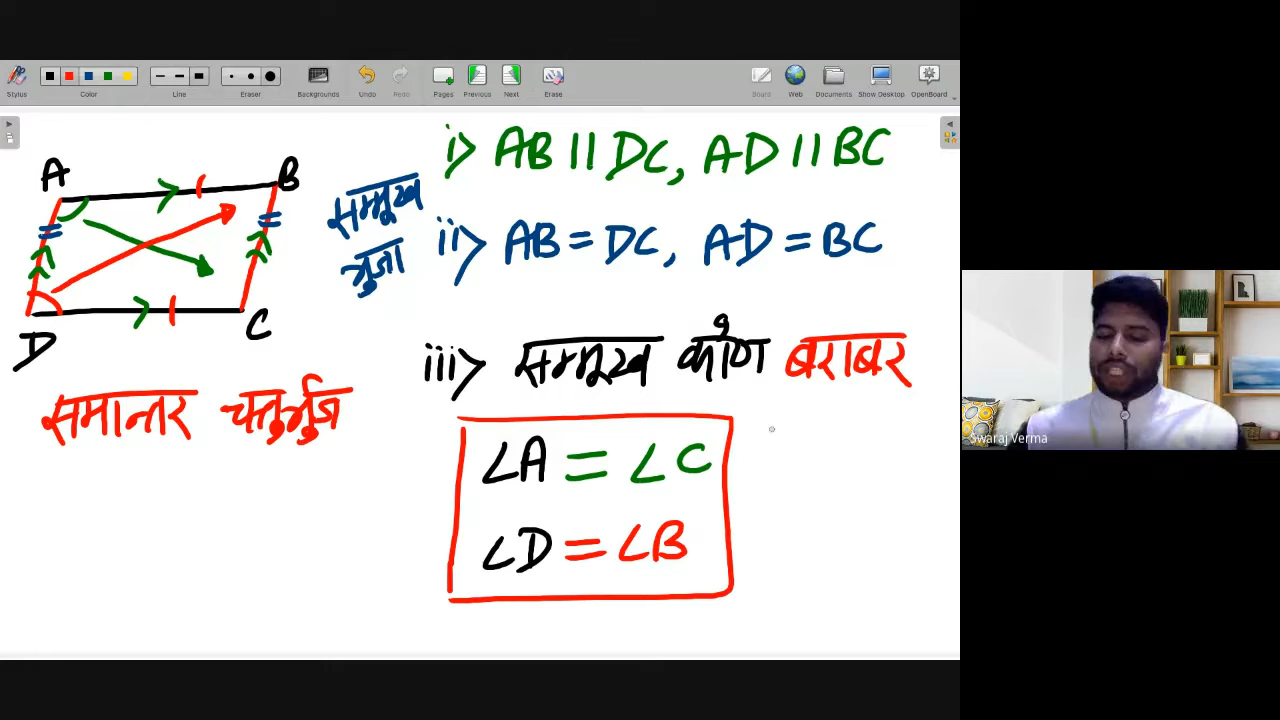 Stylus Color Line Eraser Backgrounds Undo Redo Pages Previous Next Erase Board Web Documents Show Desktop OpenBoard
i> AB || DC, AD || BC
A B
सम्मूख
भुजा
ii> AB = DC, AD = BC
D C
iii> सम्मूख कोण बराबर
समान्तर चतुर्भुज
∠A = ∠C
∠D = ∠B
Swaraj Verma